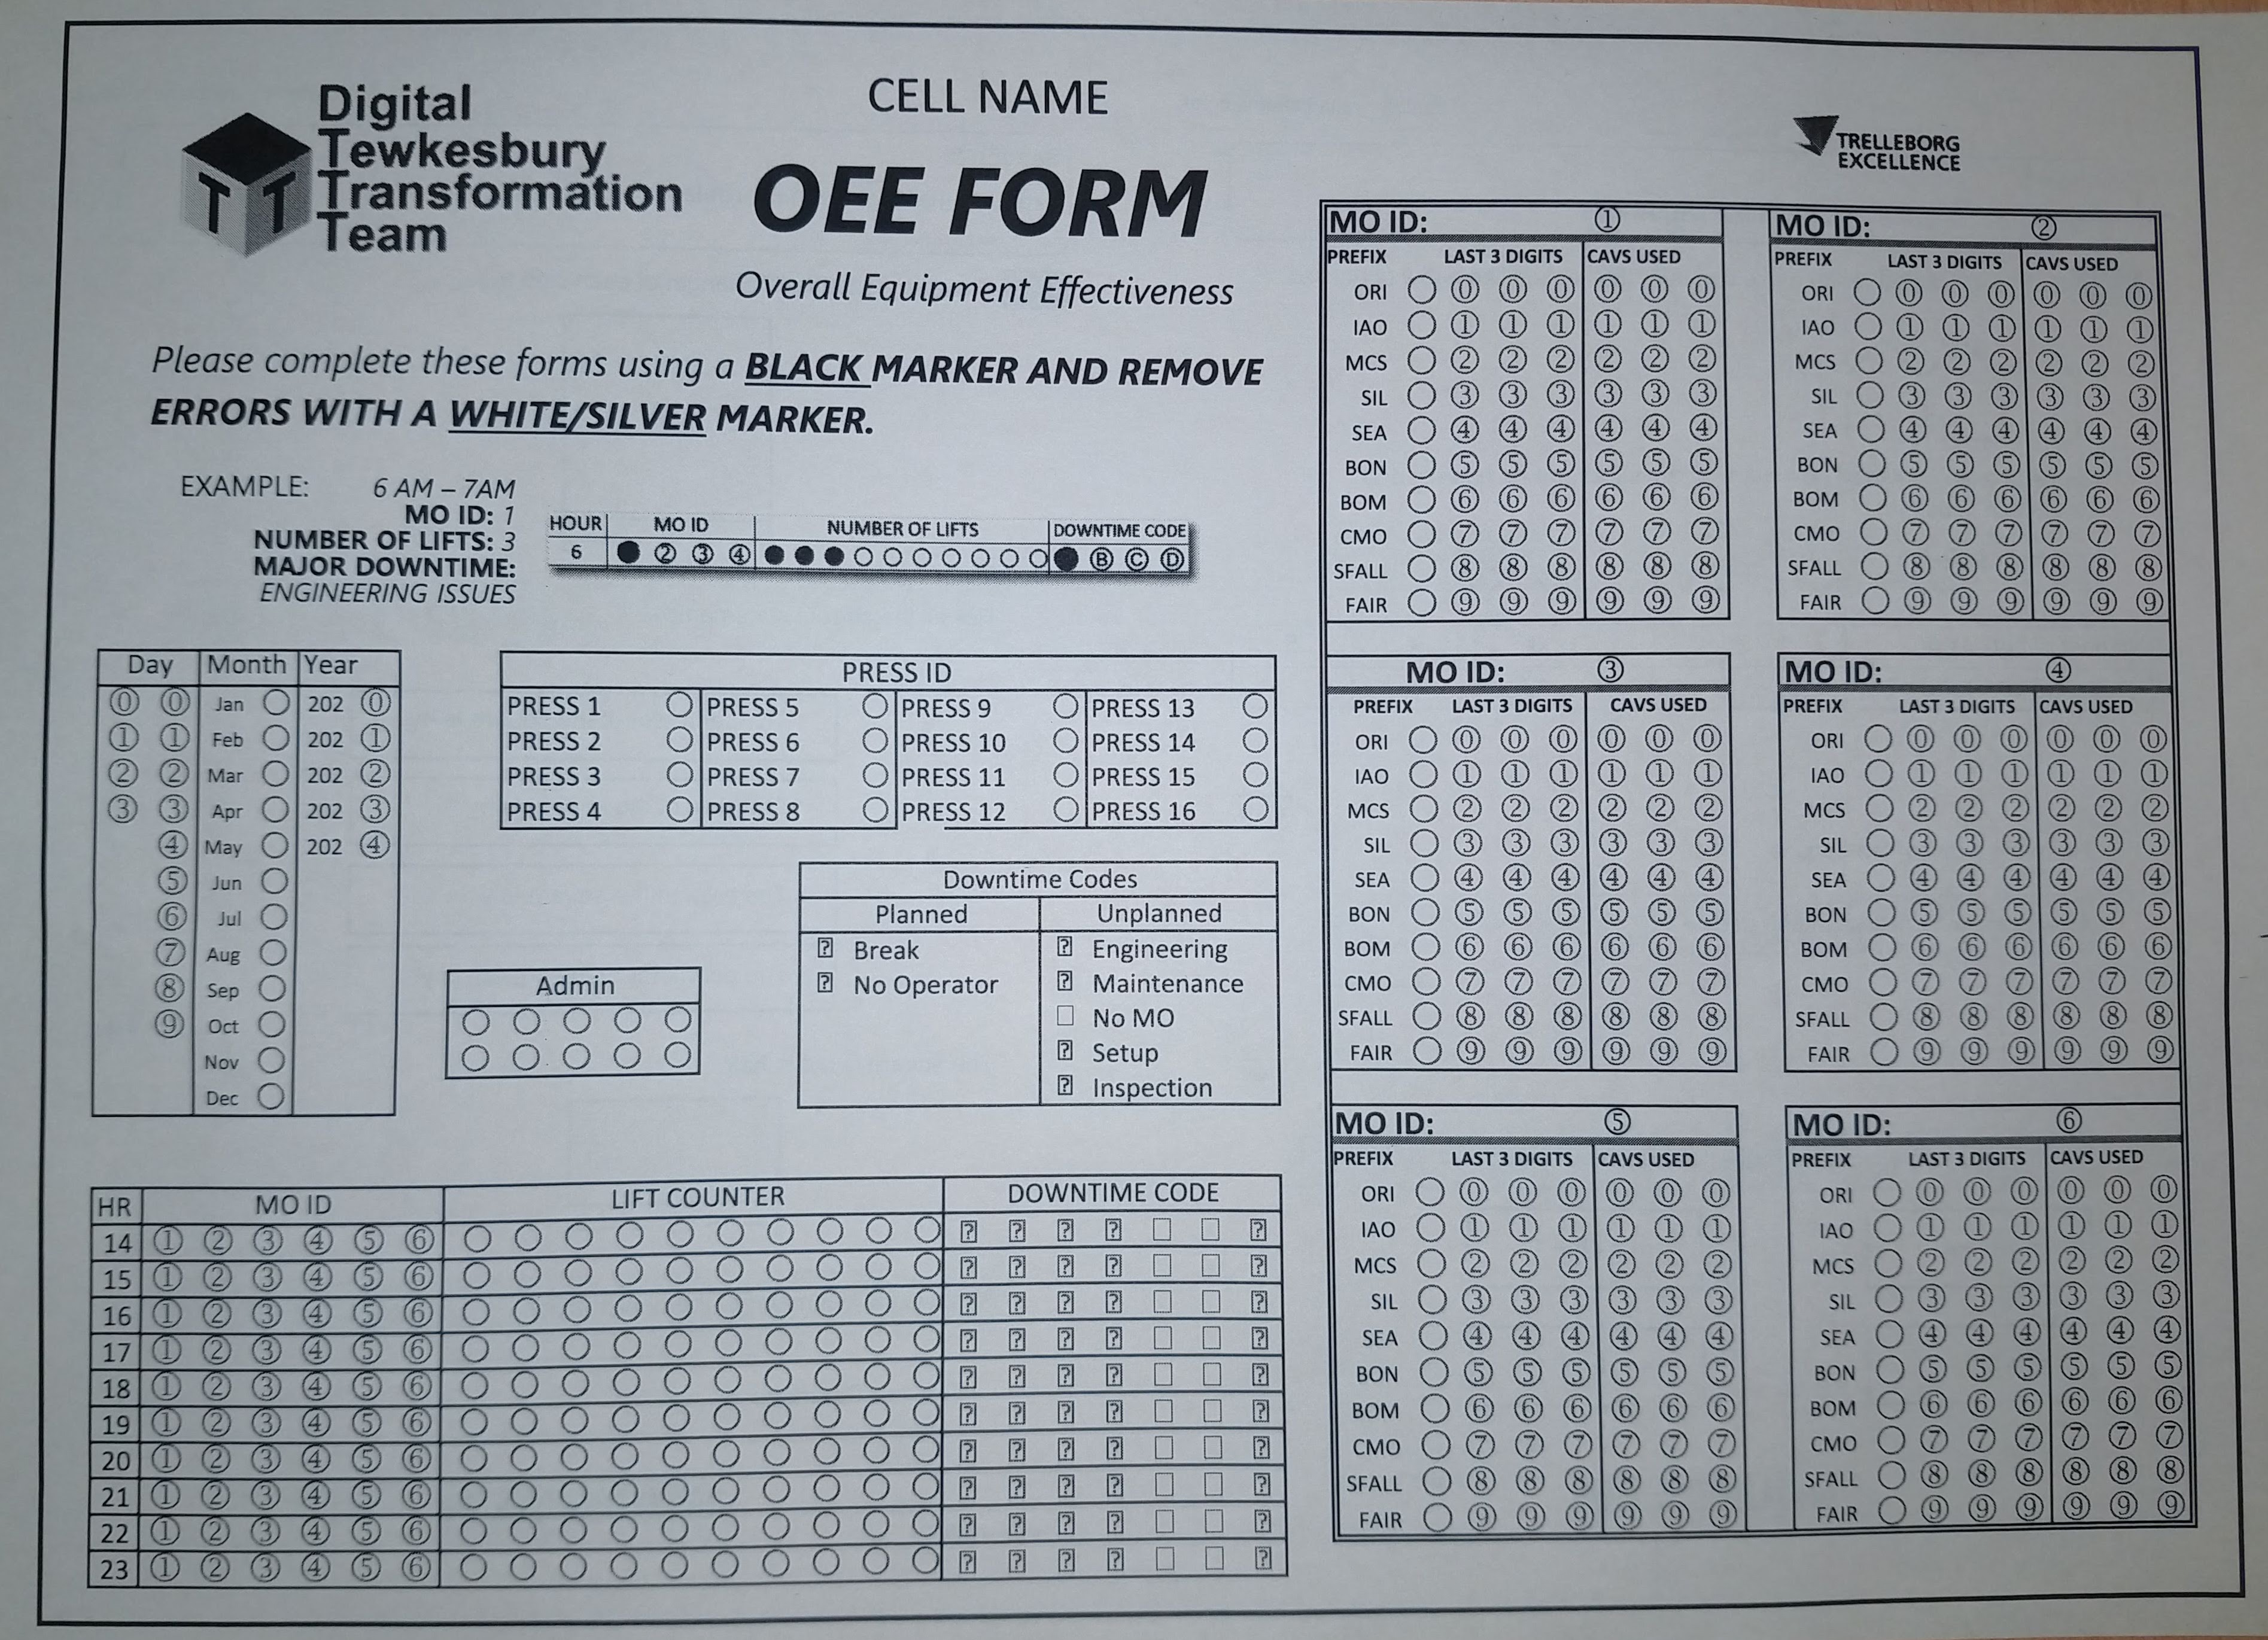 Digital
Tewkesbury
Transformation
Team
T T
CELL NAME
OEE FORM
Overall Equipment Effectiveness
TRELLEBORG
EXCELLENCE
Please complete these forms using a BLACK MARKER AND REMOVE
ERRORS WITH A WHITE/SILVER MARKER.
EXAMPLE: 6 AM – 7AM
MO ID: 1
NUMBER OF LIFTS: 3
MAJOR DOWNTIME:
ENGINEERING ISSUES
HOUR MO ID NUMBER OF LIFTS DOWNTIME CODE
6 ● ② ③ ④ ● ● ● ○ ○ ○ ○ ○ ○ ○ ● Ⓑ Ⓒ Ⓓ
Day Month Year
⓪ ⓪ Jan ○ 202 ⓪
① ① Feb ○ 202 ①
② ② Mar ○ 202 ②
③ ③ Apr ○ 202 ③
④ May ○ 202 ④
⑤ Jun ○
⑥ Jul ○
⑦ Aug ○
⑧ Sep ○
⑨ Oct ○
Nov ○
Dec ○
PRESS ID
PRESS 1 ○ PRESS 5 ○ PRESS 9 ○ PRESS 13 ○
PRESS 2 ○ PRESS 6 ○ PRESS 10 ○ PRESS 14 ○
PRESS 3 ○ PRESS 7 ○ PRESS 11 ○ PRESS 15 ○
PRESS 4 ○ PRESS 8 ○ PRESS 12 ○ PRESS 16 ○
Admin
○ ○ ○ ○ ○
○ ○ ○ ○ ○
Downtime Codes
Planned Unplanned
⍰ Break ⍰ Engineering
⍰ No Operator ⍰ Maintenance
□ No MO
⍰ Setup
⍰ Inspection
HR MO ID LIFT COUNTER DOWNTIME CODE
14 ① ② ③ ④ ⑤ ⑥ ○ ○ ○ ○ ○ ○ ○ ○ ○ ○ ⍰ ⍰ ⍰ ⍰ □ □ ⍰
15 ① ② ③ ④ ⑤ ⑥ ○ ○ ○ ○ ○ ○ ○ ○ ○ ○ ⍰ ⍰ ⍰ ⍰ □ □ ⍰
16 ① ② ③ ④ ⑤ ⑥ ○ ○ ○ ○ ○ ○ ○ ○ ○ ○ ⍰ ⍰ ⍰ ⍰ □ □ ⍰
17 ① ② ③ ④ ⑤ ⑥ ○ ○ ○ ○ ○ ○ ○ ○ ○ ○ ⍰ ⍰ ⍰ ⍰ □ □ ⍰
18 ① ② ③ ④ ⑤ ⑥ ○ ○ ○ ○ ○ ○ ○ ○ ○ ○ ⍰ ⍰ ⍰ ⍰ □ □ ⍰
19 ① ② ③ ④ ⑤ ⑥ ○ ○ ○ ○ ○ ○ ○ ○ ○ ○ ⍰ ⍰ ⍰ ⍰ □ □ ⍰
20 ① ② ③ ④ ⑤ ⑥ ○ ○ ○ ○ ○ ○ ○ ○ ○ ○ ⍰ ⍰ ⍰ ⍰ □ □ ⍰
21 ① ② ③ ④ ⑤ ⑥ ○ ○ ○ ○ ○ ○ ○ ○ ○ ○ ⍰ ⍰ ⍰ ⍰ □ □ ⍰
22 ① ② ③ ④ ⑤ ⑥ ○ ○ ○ ○ ○ ○ ○ ○ ○ ○ ⍰ ⍰ ⍰ ⍰ □ □ ⍰
23 ① ② ③ ④ ⑤ ⑥ ○ ○ ○ ○ ○ ○ ○ ○ ○ ○ ⍰ ⍰ ⍰ ⍰ □ □ ⍰
MO ID: ①
PREFIX LAST 3 DIGITS CAVS USED
ORI ○ ⓪ ⓪ ⓪ ⓪ ⓪ ⓪
IAO ○ ① ① ① ① ① ①
MCS ○ ② ② ② ② ② ②
SIL ○ ③ ③ ③ ③ ③ ③
SEA ○ ④ ④ ④ ④ ④ ④
BON ○ ⑤ ⑤ ⑤ ⑤ ⑤ ⑤
BOM ○ ⑥ ⑥ ⑥ ⑥ ⑥ ⑥
CMO ○ ⑦ ⑦ ⑦ ⑦ ⑦ ⑦
SFALL ○ ⑧ ⑧ ⑧ ⑧ ⑧ ⑧
FAIR ○ ⑨ ⑨ ⑨ ⑨ ⑨ ⑨
MO ID: ②
PREFIX LAST 3 DIGITS CAVS USED
ORI ○ ⓪ ⓪ ⓪ ⓪ ⓪ ⓪
IAO ○ ① ① ① ① ① ①
MCS ○ ② ② ② ② ② ②
SIL ○ ③ ③ ③ ③ ③ ③
SEA ○ ④ ④ ④ ④ ④ ④
BON ○ ⑤ ⑤ ⑤ ⑤ ⑤ ⑤
BOM ○ ⑥ ⑥ ⑥ ⑥ ⑥ ⑥
CMO ○ ⑦ ⑦ ⑦ ⑦ ⑦ ⑦
SFALL ○ ⑧ ⑧ ⑧ ⑧ ⑧ ⑧
FAIR ○ ⑨ ⑨ ⑨ ⑨ ⑨ ⑨
MO ID: ③
PREFIX LAST 3 DIGITS CAVS USED
ORI ○ ⓪ ⓪ ⓪ ⓪ ⓪ ⓪
IAO ○ ① ① ① ① ① ①
MCS ○ ② ② ② ② ② ②
SIL ○ ③ ③ ③ ③ ③ ③
SEA ○ ④ ④ ④ ④ ④ ④
BON ○ ⑤ ⑤ ⑤ ⑤ ⑤ ⑤
BOM ○ ⑥ ⑥ ⑥ ⑥ ⑥ ⑥
CMO ○ ⑦ ⑦ ⑦ ⑦ ⑦ ⑦
SFALL ○ ⑧ ⑧ ⑧ ⑧ ⑧ ⑧
FAIR ○ ⑨ ⑨ ⑨ ⑨ ⑨ ⑨
MO ID: ④
PREFIX LAST 3 DIGITS CAVS USED
ORI ○ ⓪ ⓪ ⓪ ⓪ ⓪ ⓪
IAO ○ ① ① ① ① ① ①
MCS ○ ② ② ② ② ② ②
SIL ○ ③ ③ ③ ③ ③ ③
SEA ○ ④ ④ ④ ④ ④ ④
BON ○ ⑤ ⑤ ⑤ ⑤ ⑤ ⑤
BOM ○ ⑥ ⑥ ⑥ ⑥ ⑥ ⑥
CMO ○ ⑦ ⑦ ⑦ ⑦ ⑦ ⑦
SFALL ○ ⑧ ⑧ ⑧ ⑧ ⑧ ⑧
FAIR ○ ⑨ ⑨ ⑨ ⑨ ⑨ ⑨
MO ID: ⑤
PREFIX LAST 3 DIGITS CAVS USED
ORI ○ ⓪ ⓪ ⓪ ⓪ ⓪ ⓪
IAO ○ ① ① ① ① ① ①
MCS ○ ② ② ② ② ② ②
SIL ○ ③ ③ ③ ③ ③ ③
SEA ○ ④ ④ ④ ④ ④ ④
BON ○ ⑤ ⑤ ⑤ ⑤ ⑤ ⑤
BOM ○ ⑥ ⑥ ⑥ ⑥ ⑥ ⑥
CMO ○ ⑦ ⑦ ⑦ ⑦ ⑦ ⑦
SFALL ○ ⑧ ⑧ ⑧ ⑧ ⑧ ⑧
FAIR ○ ⑨ ⑨ ⑨ ⑨ ⑨ ⑨
MO ID: ⑥
PREFIX LAST 3 DIGITS CAVS USED
ORI ○ ⓪ ⓪ ⓪ ⓪ ⓪ ⓪
IAO ○ ① ① ① ① ① ①
MCS ○ ② ② ② ② ② ②
SIL ○ ③ ③ ③ ③ ③ ③
SEA ○ ④ ④ ④ ④ ④ ④
BON ○ ⑤ ⑤ ⑤ ⑤ ⑤ ⑤
BOM ○ ⑥ ⑥ ⑥ ⑥ ⑥ ⑥
CMO ○ ⑦ ⑦ ⑦ ⑦ ⑦ ⑦
SFALL ○ ⑧ ⑧ ⑧ ⑧ ⑧ ⑧
FAIR ○ ⑨ ⑨ ⑨ ⑨ ⑨ ⑨